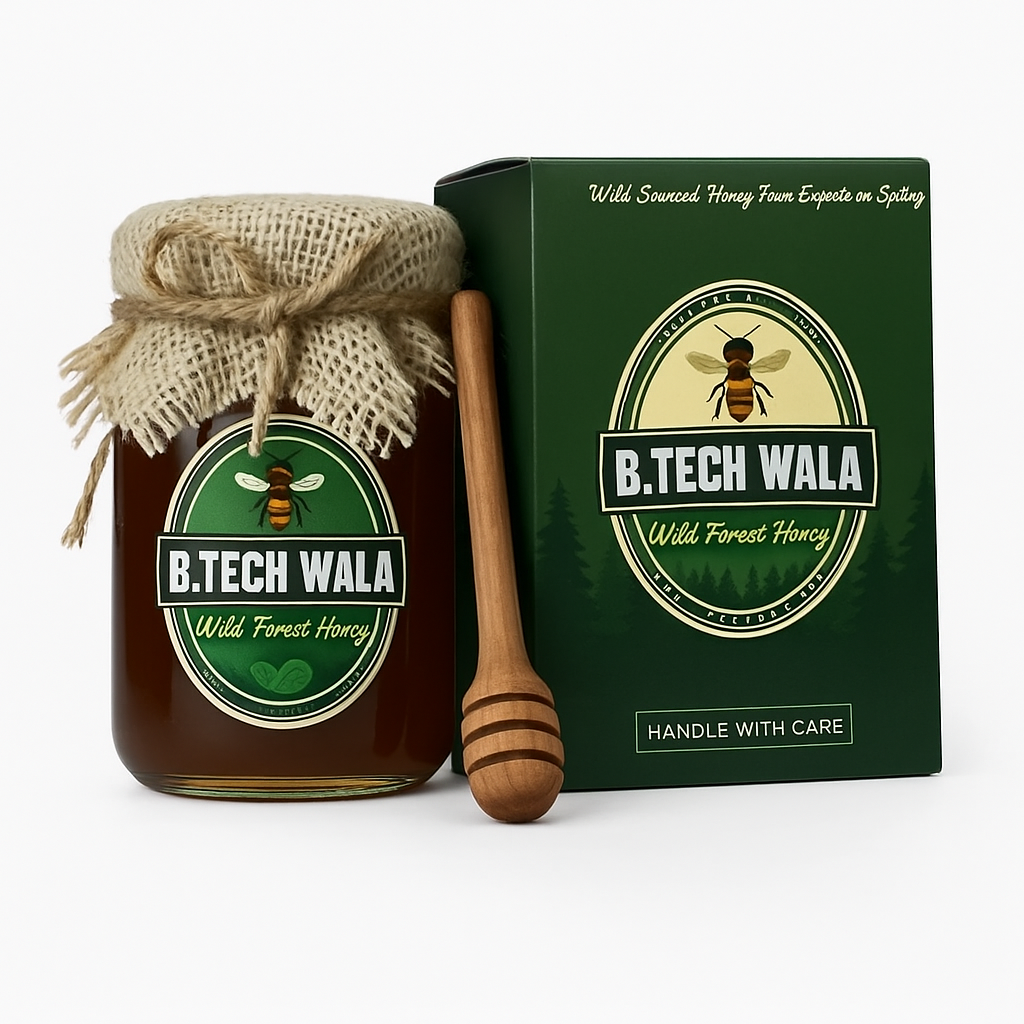 B.TECH WALA
Wild Forest Honcy
Wild Sounced Honey Foum Expecte on Spiting
B.TECH WALA
Wild Forest Honcy
HANDLE WITH CARE